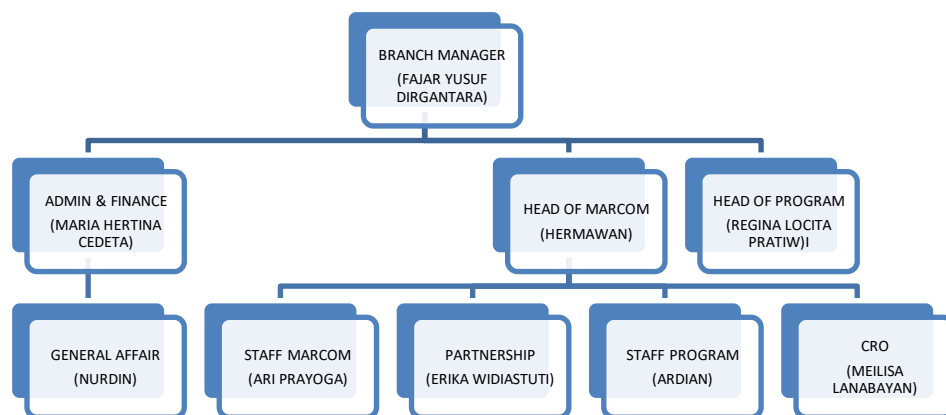 BRANCH MANAGER
(FAJAR YUSUF
DIRGANTARA)
ADMIN & FINANCE
(MARIA HERTINA
CEDETA)
HEAD OF MARCOM
(HERMAWAN)
HEAD OF PROGRAM
(REGINA LOCITA
PRATIW)I
GENERAL AFFAIR
(NURDIN)
STAFF MARCOM
(ARI PRAYOGA)
PARTNERSHIP
(ERIKA WIDIASTUTI)
STAFF PROGRAM
(ARDIAN)
CRO
(MEILISA
LANABAYAN)